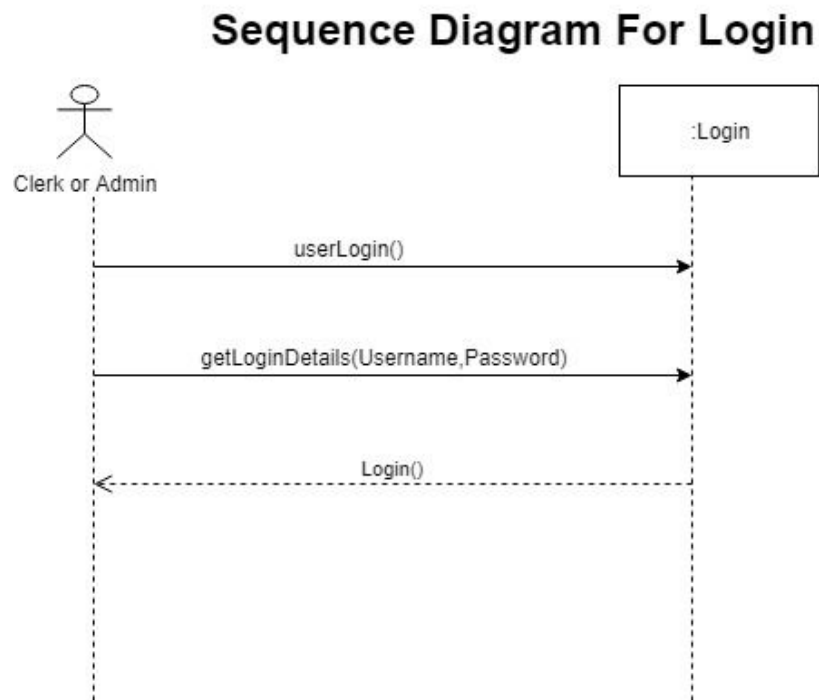 Sequence Diagram For Login
:Login
Clerk or Admin
userLogin()
getLoginDetails(Username,Password)
Login()